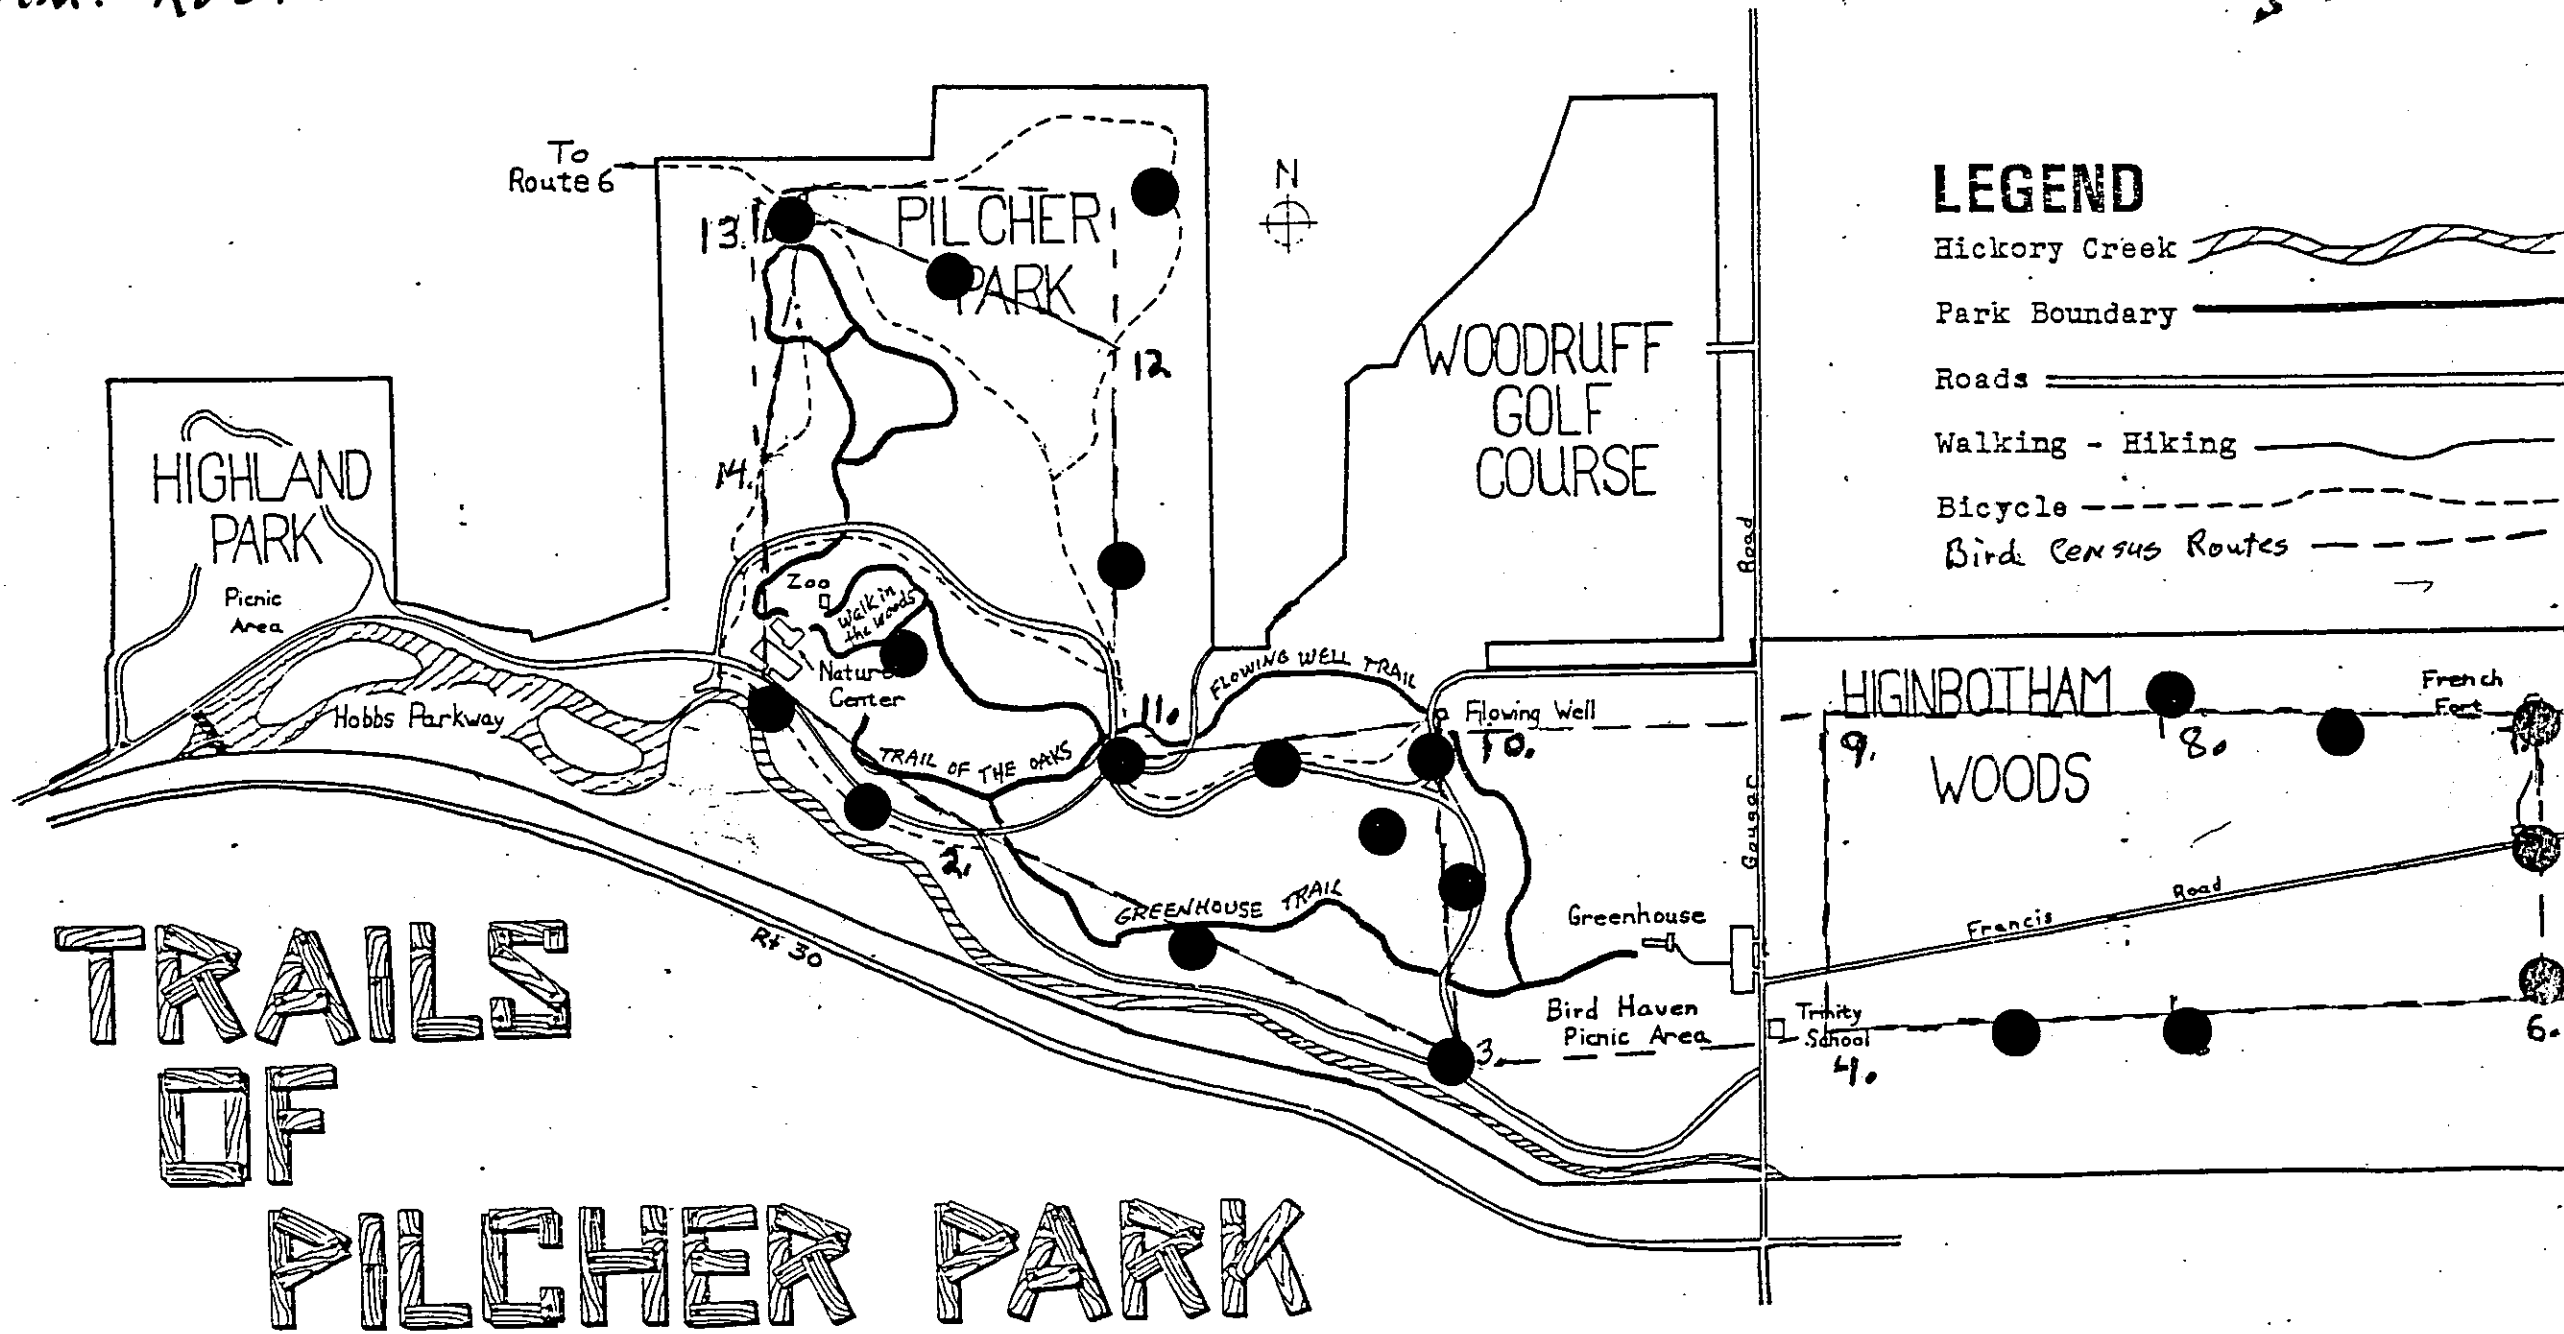 To
Route 6
N
PILCHER
PARK
13.
12
14.
WOODRUFF
GOLF
COURSE
LEGEND
Hickory Creek
Park Boundary
Roads
Walking - Hiking
Bicycle
Bird Census Routes
HIGHLAND
PARK
Picnic
Area
Hobbs Parkway
Zoo
Walk in
the Woods
Nature
Center
TRAIL OF THE OAKS
11.
FLOWING WELL TRAIL
Flowing Well
10.
2.
GREENHOUSE TRAIL
Greenhouse
Bird Haven
Picnic Area
3.
Rt 30
Road
Gougar
HIGINBOTHAM
WOODS
French
Fort
9.
8.
Francis Road
Trinity
School
4.
6.
TRAILS
OF
PILCHER PARK